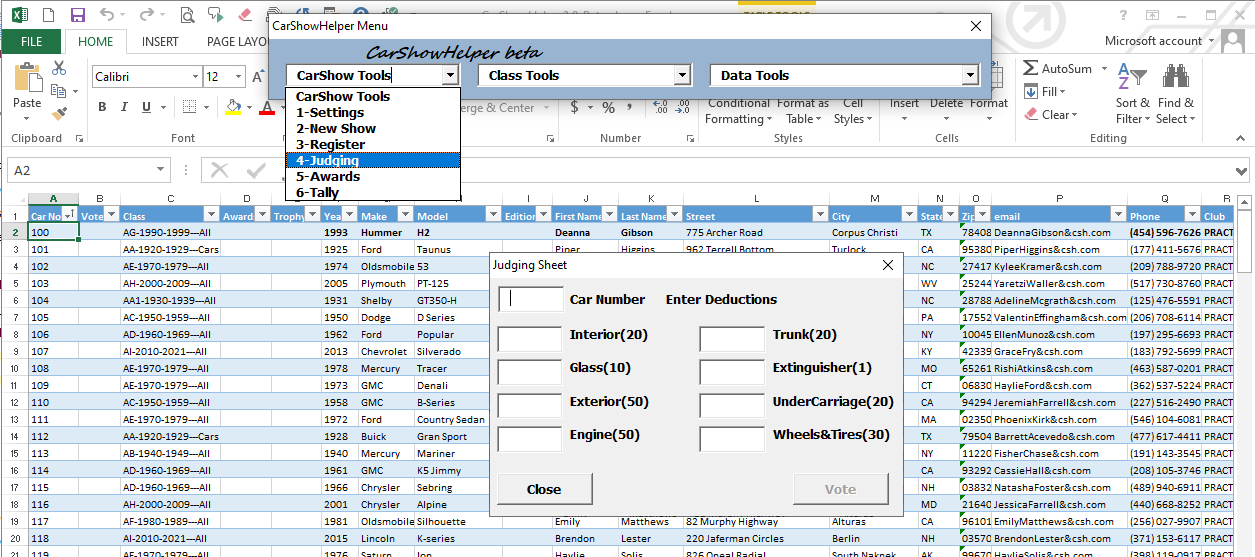 CarShowHelper Menu
CarShowHelper beta
CarShow Tools Class Tools Data Tools
CarShow Tools
1-Settings
2-New Show
3-Register
4-Judging
5-Awards
6-Tally
FILE HOME INSERT PAGE LAYO Microsoft account
Paste Calibri 12 A
B I U A Merge & Center $ % Conditional Formatting Format as Table Cell Styles Insert Delete Format AutoSum Fill Clear Sort & Filter Find & Select
Clipboard Font Number Styles Cells Editing
A2
A B C D E K L M N O P Q R
1 Car No Vote Class Award Trophy Yea Make Model Edition First Name Last Name Street City State Zip email Phone Club
2 100 AG-1990-1999---All 1993 Hummer H2 Deanna Gibson 775 Archer Road Corpus Christi TX 78408 DeannaGibson@csh.com (454) 596-7626 PRACT
3 101 AA-1920-1929---Cars 1925 Ford Taunus Piper Higgins 962 Terrell Bottom Turlock CA 95380 PiperHiggins@csh.com (177) 411-5676 PRACT
4 102 AE-1970-1979---All 1974 Oldsmobile 53 NC 27417 KyleeKramer@csh.com (209) 788-9720 PRACT
5 103 AH-2000-2009---All 2005 Plymouth PT-125 WV 25244 YaretziWaller@csh.com (517) 730-8760 PRACT
6 104 AA1-1930-1939---All 1931 Shelby GT350-H NC 28788 AdelineMcgrath@csh.com (125) 476-5591 PRACT
7 105 AC-1950-1959---All 1950 Dodge D Series PA 17552 ValentinEffingham@csh.com (206) 708-6114 PRACT
8 106 AD-1960-1969---All 1962 Ford Popular NY 10045 EllenMunoz@csh.com (197) 295-6693 PRACT
9 107 AI-2010-2021---All 2013 Chevrolet Silverado KY 42339 GraceFry@csh.com (183) 792-5699 PRACT
10 108 AE-1970-1979---All 1978 Mercury Tracer MO 65261 RishiAtkins@csh.com (463) 587-0201 PRACT
11 109 AE-1970-1979---All 1973 GMC Denali CT 06830 HaylieFord@csh.com (362) 537-5224 PRACT
12 110 AC-1950-1959---All 1958 GMC B-Series CA 94294 JeremiahFarrell@csh.com (227) 516-2490 PRACT
13 111 AE-1970-1979---All 1972 Ford Country Sedan MA 02350 PhoenixKirk@csh.com (546) 104-6081 PRACT
14 112 AA-1920-1929---Cars 1928 Buick Gran Sport TX 79504 BarrettAcevedo@csh.com (477) 617-4411 PRACT
15 113 AB-1940-1949---All 1940 Mercury Mariner NY 11220 FisherChase@csh.com (191) 143-3545 PRACT
16 114 AD-1960-1969---All 1961 GMC K5 Jimmy CA 93292 CassieHall@csh.com (208) 105-3746 PRACT
17 115 AD-1960-1969---All 1966 Chrysler Sebring NH 03832 NatashaFoster@csh.com (489) 940-6911 PRACT
18 116 AH-2000-2009---All 2001 Chrysler Alpine MD 21640 JessicaFarrell@csh.com (440) 668-8252 PRACT
19 117 AF-1980-1989---All 1981 Oldsmobile Silhouette Emily Matthews 82 Murphy Highway Alturas CA 96101 EmilyMatthews@csh.com (256) 027-9907 PRACT
20 118 AI-2010-2021---All 2015 Lincoln K-series Brendon Lester 220 Jaferman Circles Berlin NH 03570 BrendonLester@csh.com (371) 153-6117 PRACT
21 119 AE-1970-1979---All 1976 Saturn Ion Haylie Solis 826 Opeal Radial South Naknek AK 99670 HaylieSolis@csh.com (398) 119-0917 PRACT
Judging Sheet
Car Number Enter Deductions
Interior(20) Trunk(20)
Glass(10) Extinguisher(1)
Exterior(50) UnderCarriage(20)
Engine(50) Wheels&Tires(30)
Close Vote